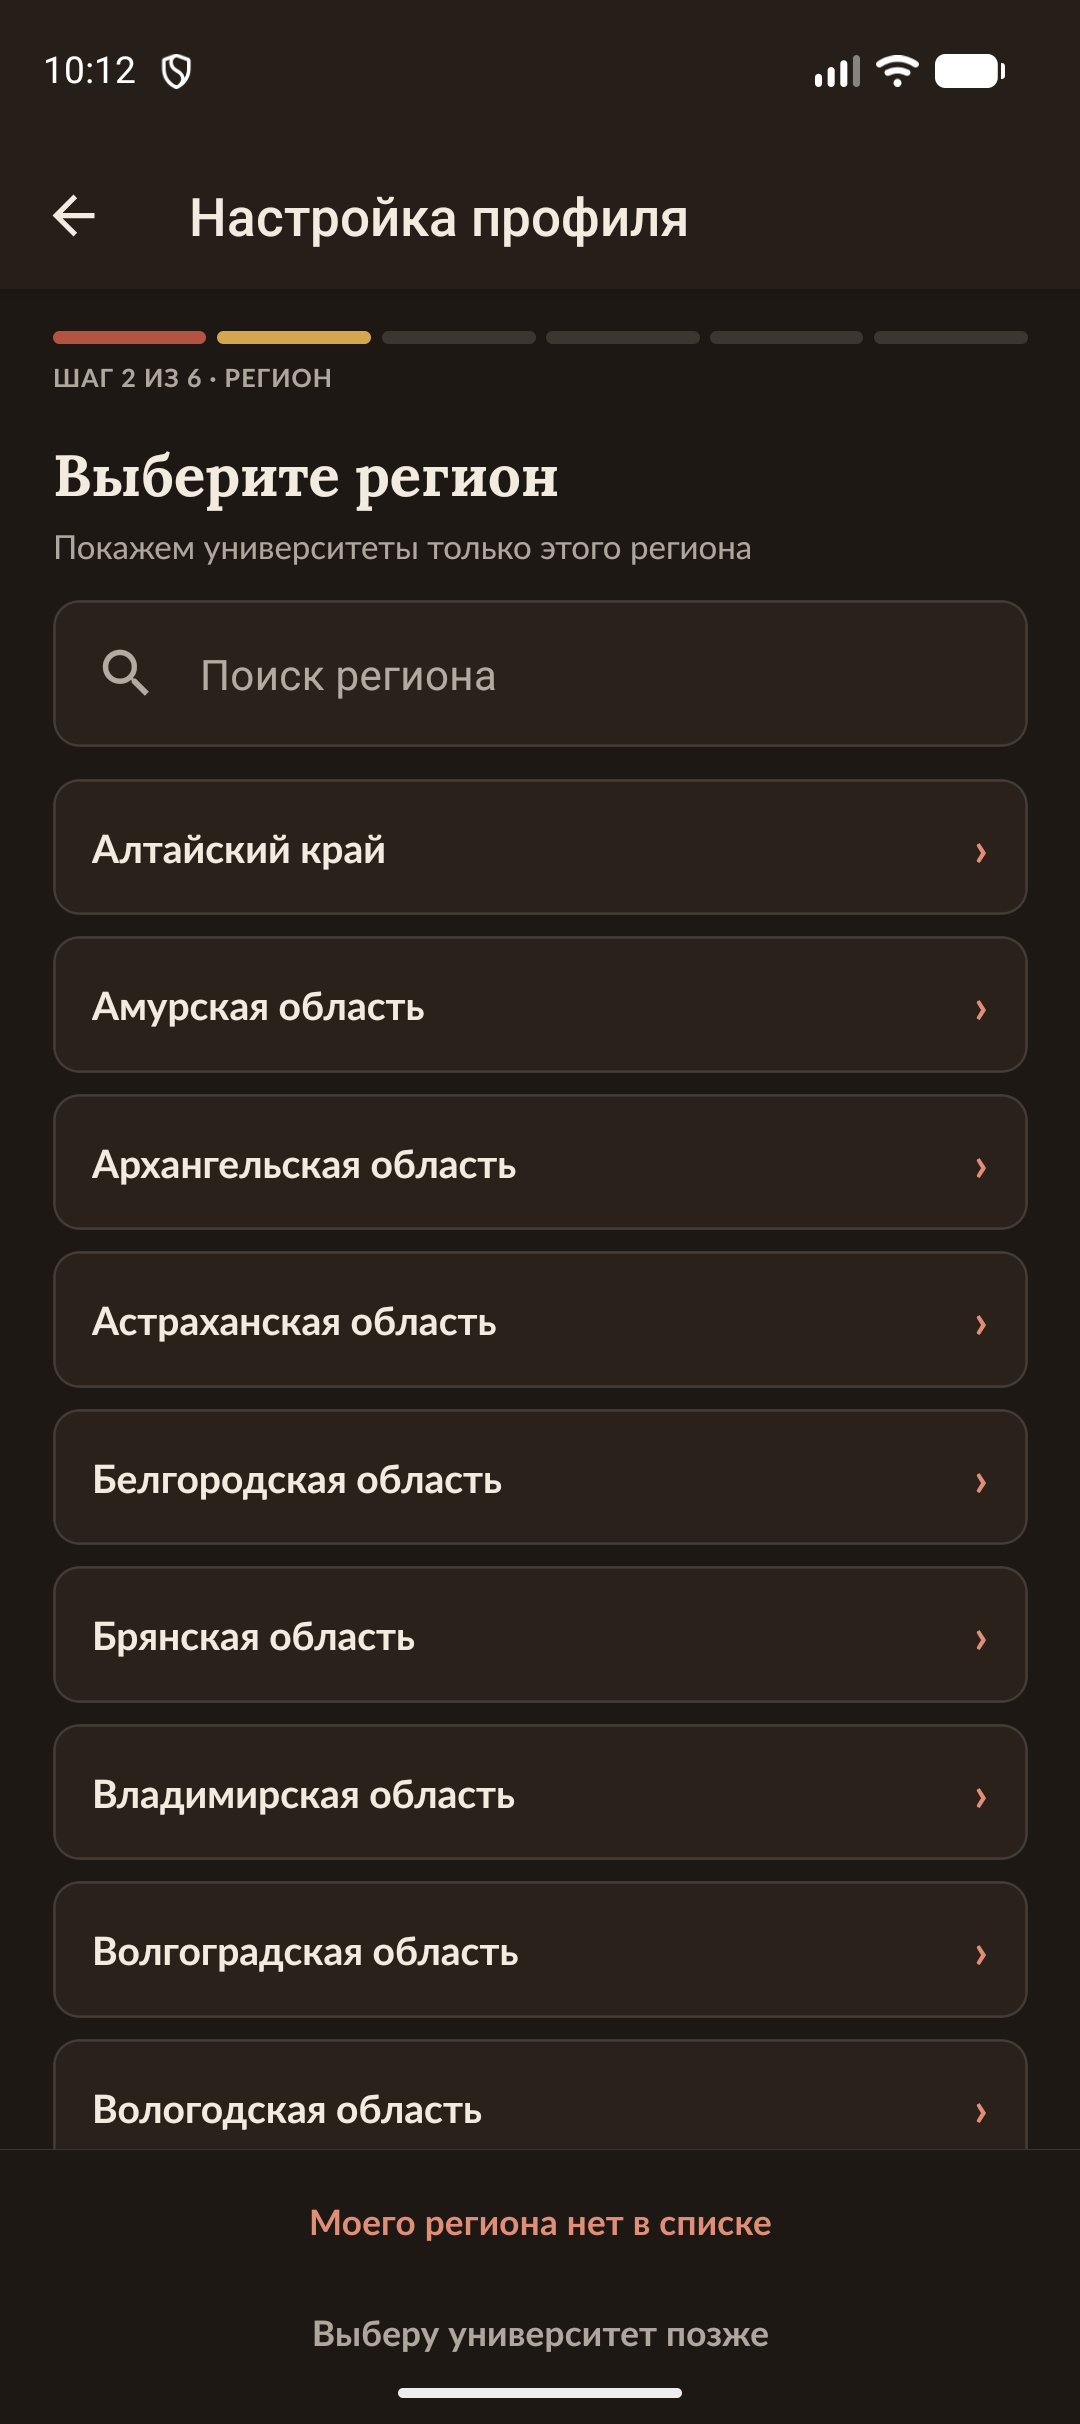 10:12
Настройка профиля
ШАГ 2 ИЗ 6 · РЕГИОН
Выберите регион
Покажем университеты только этого региона
Поиск региона
Алтайский край
Амурская область
Архангельская область
Астраханская область
Белгородская область
Брянская область
Владимирская область
Волгоградская область
Вологодская область
Моего региона нет в списке
Выберу университет позже